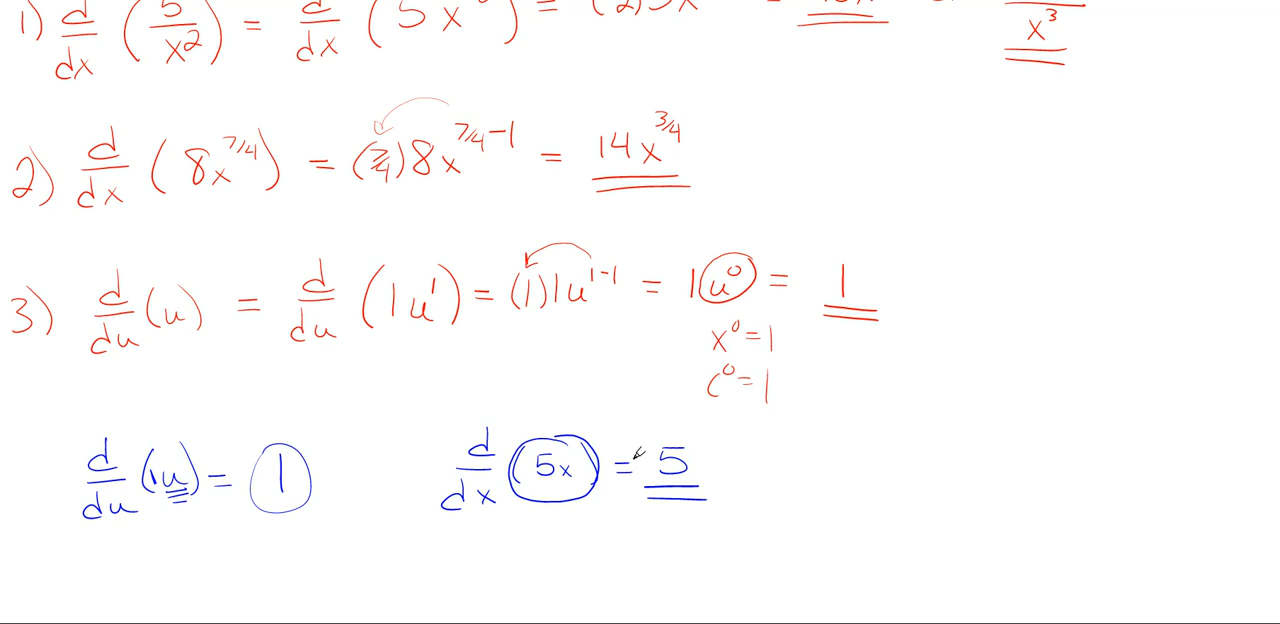 1) d/dx (5/x²) = d/dx (5x ) = =
x³
2) d/dx (8x^7/4) = (7/4)8x^7/4-1 = 14x^3/4
3) d/du (u) = d/du (1u¹) = (1)1u^1-1 = 1u⁰ = 1
x⁰ = 1
c⁰ = 1
d/du (1u) = 1 d/dx (5x) = 5